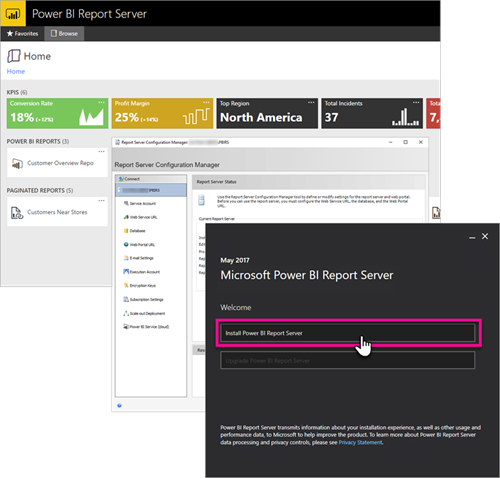 Power BI Report Server
Favorites
Browse
Home
Home
KPIS (6)
Conversion Rate
18% (+12%)
Profit Margin
25% (+14%)
Top Region
North America
Total Incidents
37
Tota
7,
POWER BI REPORTS (3)
Customer Overview Repo
PAGINATED REPORTS (5)
Customers Near Stores
Report Server Configuration Manager
Report Server Configuration Manager
Connect
Service Account
Web Service URL
Database
Web Portal URL
E-mail Settings
Execution Account
Encryption Keys
Subscription Settings
Scale-out Deployment
Power BI Service (cloud)
Report Server Status
Use the Report Server Configuration Manager tool to define or modify settings for the report server and web portal.
Before you can use the report server, you must configure the Web Service URL, the database, and the Web Portal
URL.
Current Report Server
May 2017
Microsoft Power BI Report Server
Welcome
Install Power BI Report Server
Upgrade Power BI Report Server
Power BI Report Server transmits information about your installation experience, as well as other usage and
performance data, to Microsoft to help improve the product. To learn more about Power BI Report Server
data processing and privacy controls, please see Privacy Statement.